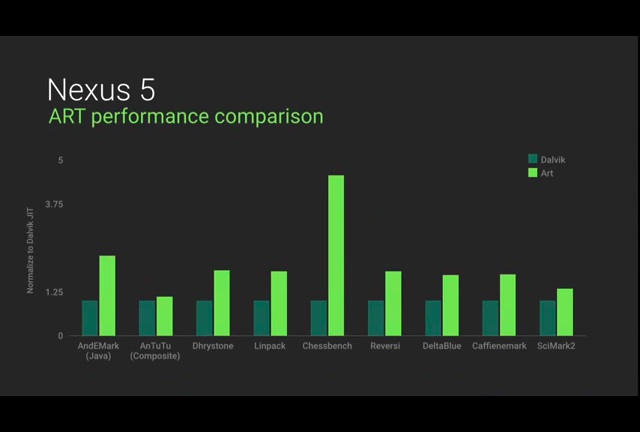 Nexus 5
ART performance comparison
5
3.75
1.25
0
Normalize to Dalvik JIT
Dalvik
Art
AndEMark
(Java)
AnTuTu
(Composite)
Dhrystone
Linpack
Chessbench
Reversi
DeltaBlue
Caffienemark
SciMark2